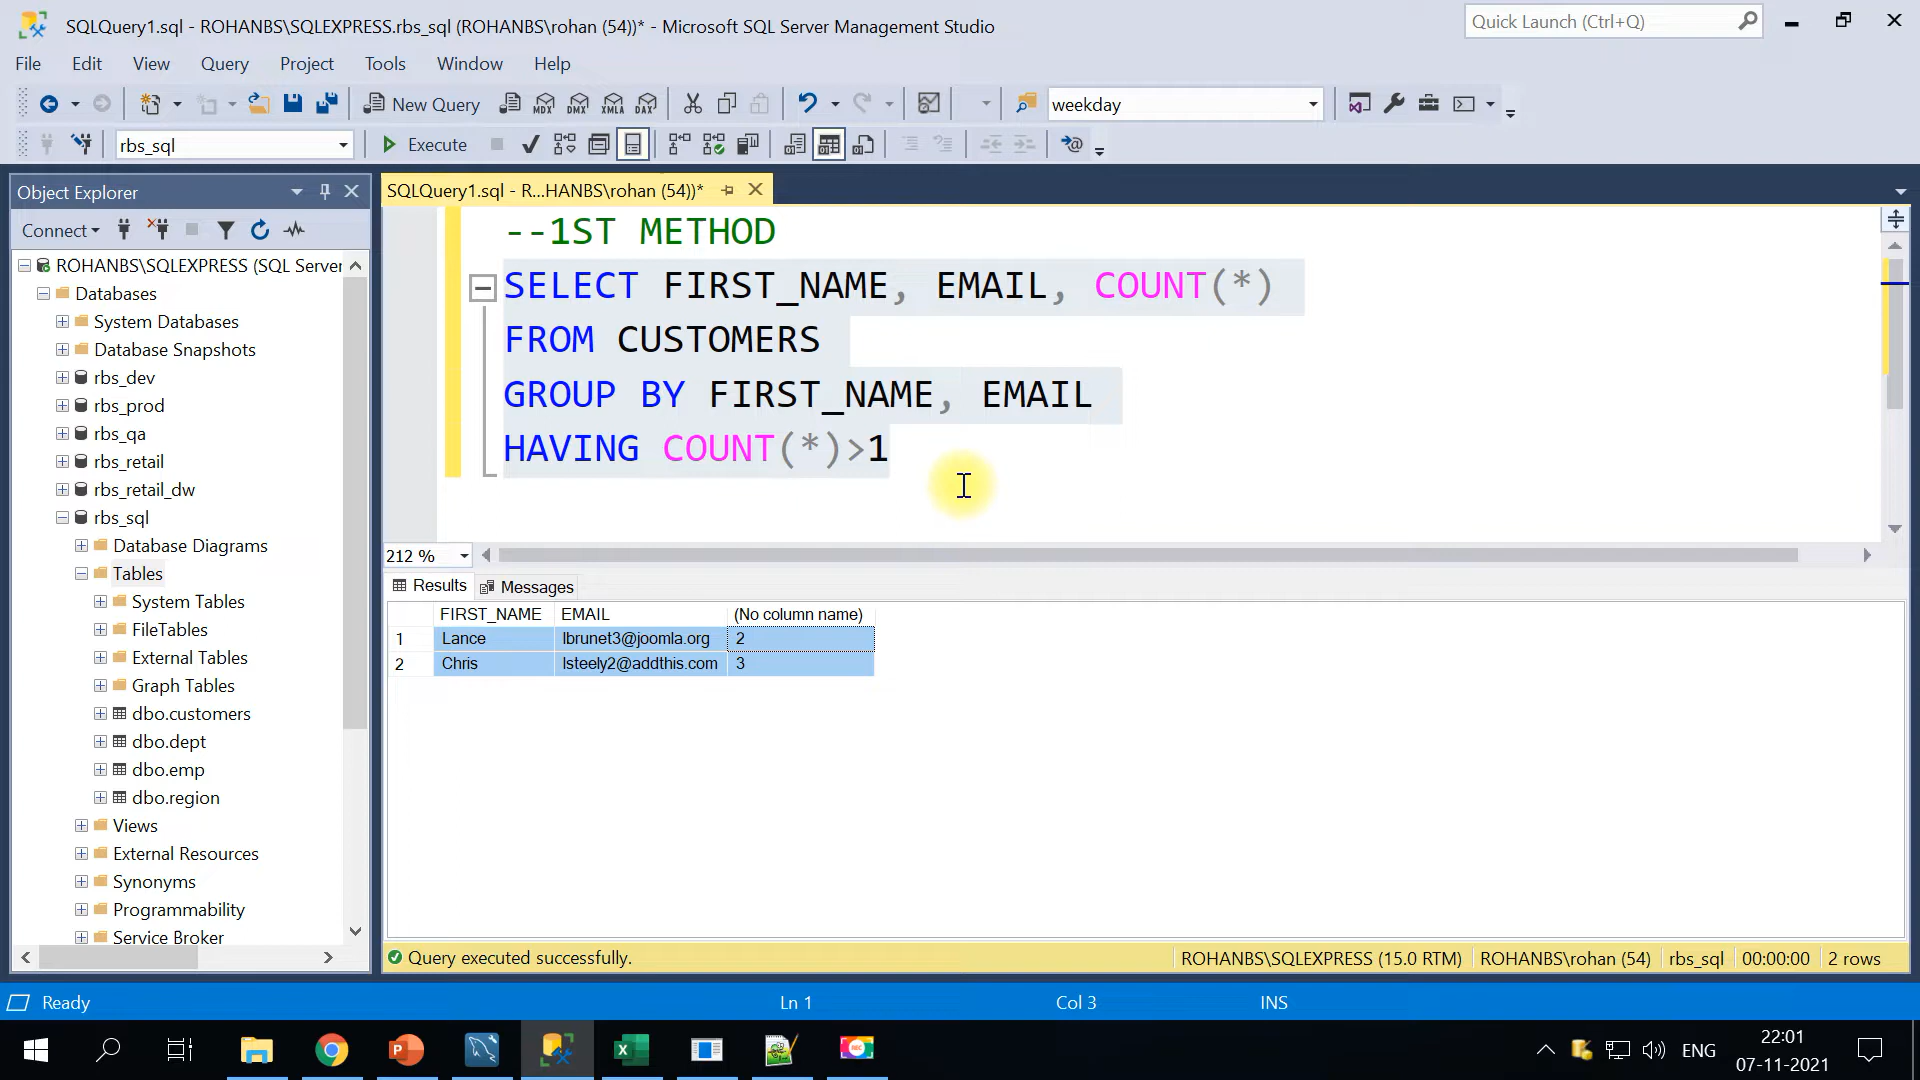 SQLQuery1.sql - ROHANBS\SQLEXPRESS.rbs_sql (ROHANBS\rohan (54))* - Microsoft SQL Server Management Studio
Quick Launch (Ctrl+Q)
File Edit View Query Project Tools Window Help
New Query
MDX DMX XMLA DAX
weekday
rbs_sql
Execute
Object Explorer
Connect
ROHANBS\SQLEXPRESS (SQL Server
Databases
System Databases
Database Snapshots
rbs_dev
rbs_prod
rbs_qa
rbs_retail
rbs_retail_dw
rbs_sql
Database Diagrams
Tables
System Tables
FileTables
External Tables
Graph Tables
dbo.customers
dbo.dept
dbo.emp
dbo.region
Views
External Resources
Synonyms
Programmability
Service Broker
SQLQuery1.sql - R...HANBS\rohan (54))*
--1ST METHOD
SELECT FIRST_NAME, EMAIL, COUNT(*)
FROM CUSTOMERS
GROUP BY FIRST_NAME, EMAIL
HAVING COUNT(*)>1
212 %
Results Messages
FIRST_NAME EMAIL (No column name)
1 Lance lbrunet3@joomla.org 2
2 Chris lsteely2@addthis.com 3
Query executed successfully.
ROHANBS\SQLEXPRESS (15.0 RTM) ROHANBS\rohan (54) rbs_sql 00:00:00 2 rows
Ready Ln 1 Col 3 INS
ENG
22:01
07-11-2021